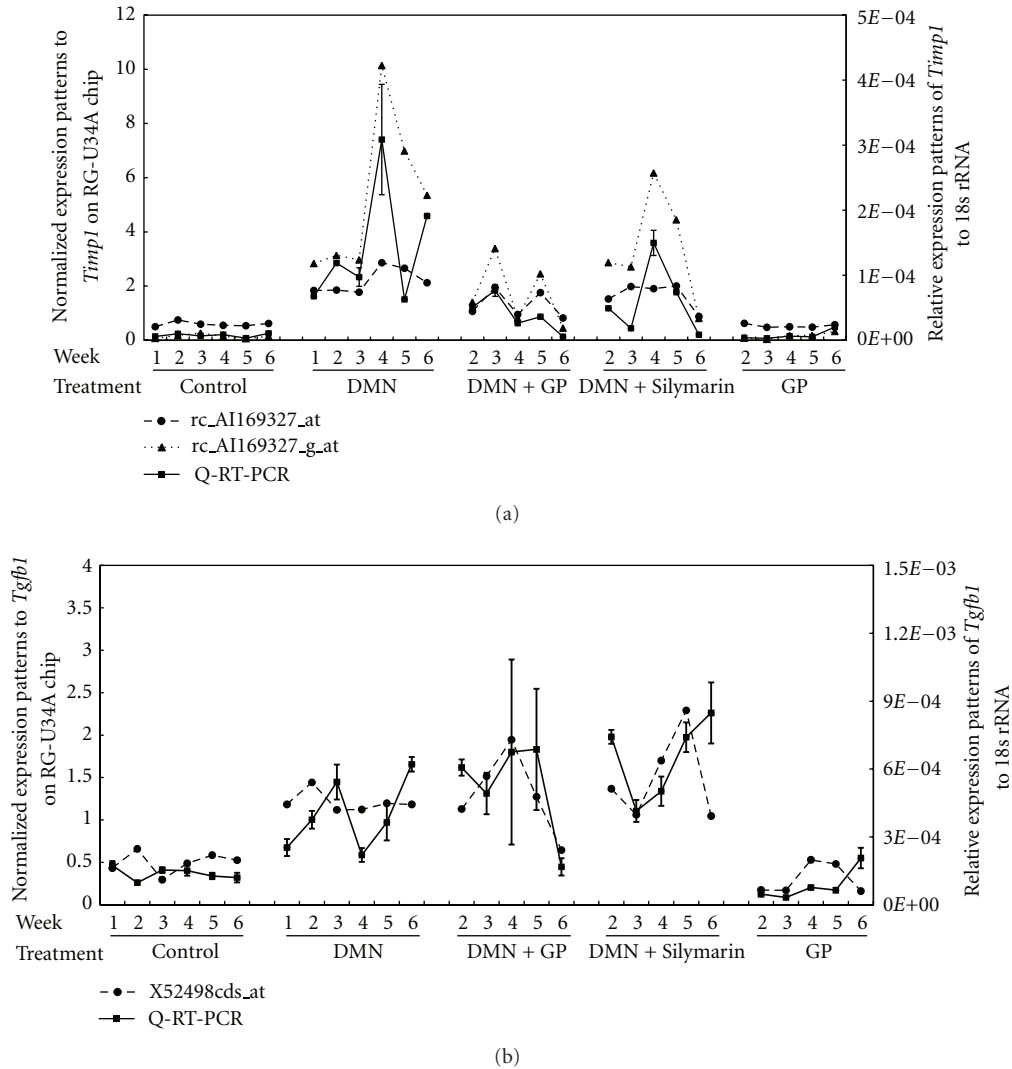 Normalized expression patterns to
Timp1 on RG-U34A chip
12
10
8
6
4
2
0
5E−04
4E−04
3E−04
2E−04
1E−04
0E+00
Relative expression patterns of Timp1
to 18s rRNA
Week 1 2 3 4 5 6 1 2 3 4 5 6 2 3 4 5 6 2 3 4 5 6 2 3 4 5 6
Treatment Control DMN DMN + GP DMN + Silymarin GP
rc_AI169327_at
rc_AI169327_g_at
Q-RT-PCR
(a)
Normalized expression patterns to Tgfb1
on RG-U34A chip
4
3.5
3
2.5
2
1.5
1
0.5
0
1.5E−03
1.2E−03
9E−04
6E−04
3E−04
0E+00
Relative expression patterns of Tgfb1
to 18s rRNA
Week 1 2 3 4 5 6 1 2 3 4 5 6 2 3 4 5 6 2 3 4 5 6 2 3 4 5 6
Treatment Control DMN DMN + GP DMN + Silymarin GP
X52498cds_at
Q-RT-PCR
(b)